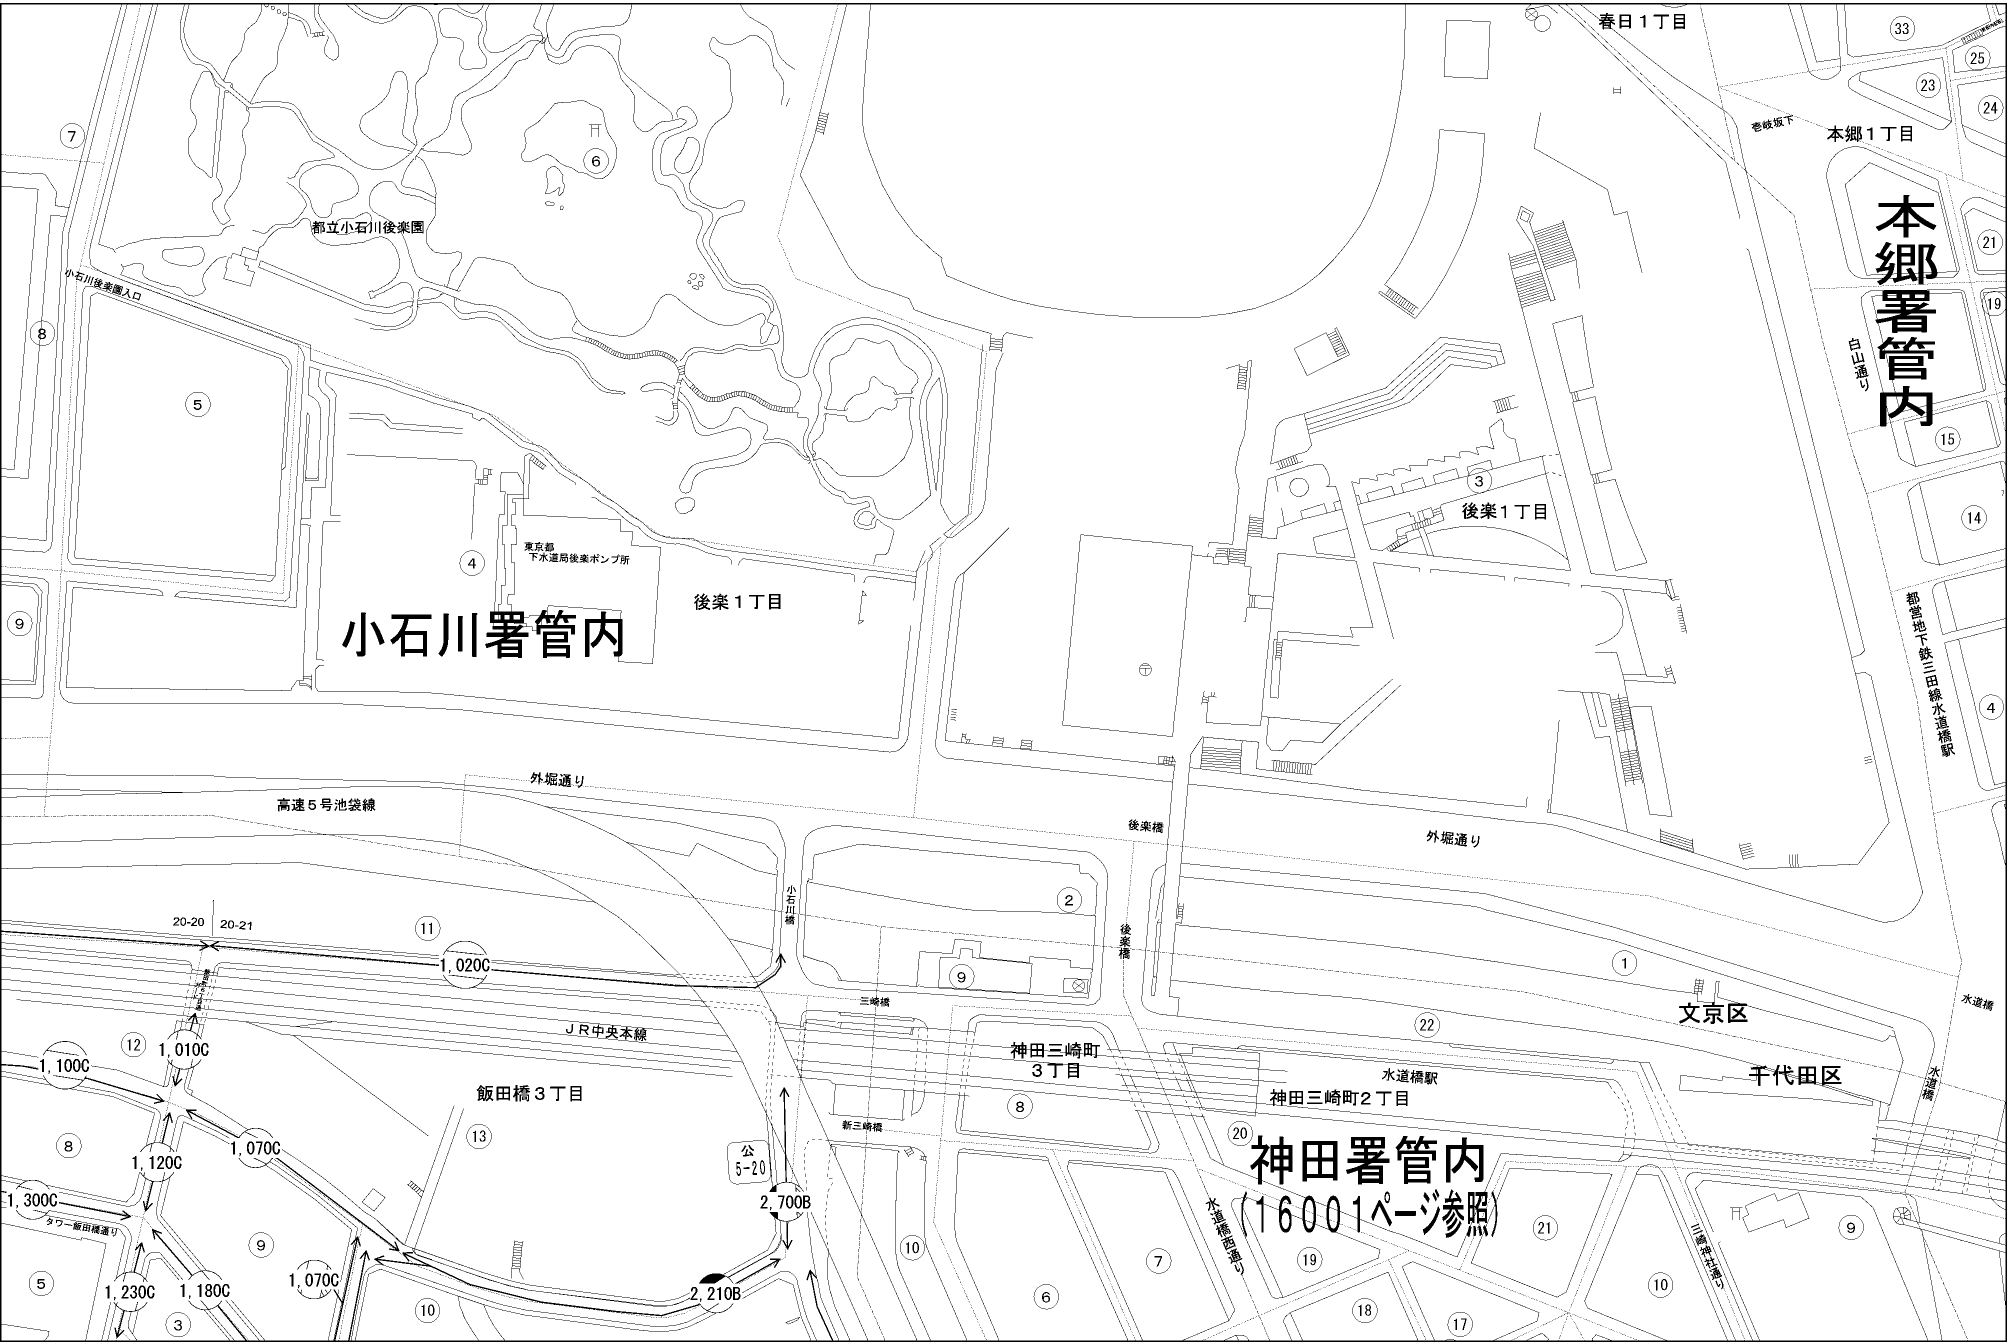 春日１丁目
33
25
23
24
壱岐坂下
本郷１丁目
7
6
本郷署管内
都立小石川後楽園
21
小石川後楽園入口
19
8
白山通り
5
15
3
後楽１丁目
14
東京都
下水道局後楽ポンプ所
4
後楽１丁目
小石川署管内
9
都営地下鉄三田線水道橋駅
4
外堀通り
高速５号池袋線
後楽橋
外堀通り
小石川橋
2
20-20
20-21
11
後楽橋
1,020C
9
1
三崎橋
水道橋
文京区
22
ＪＲ中央本線
12
1,010C
1,100C
神田三崎町
３丁目
水道橋駅
千代田区
水道橋
飯田橋３丁目
神田三崎町２丁目
8
新三崎橋
13
20
8
1,070C
1,120C
公
5-20
神田署管内
(１６００１ページ参照)
7
1,300C
2,700B
タワー飯田橋通り
水道橋西通り
21
三崎神社通り
9
9
10
19
5
1,070C
1,230C
1,180C
2,210B
10
6
10
18
3
17